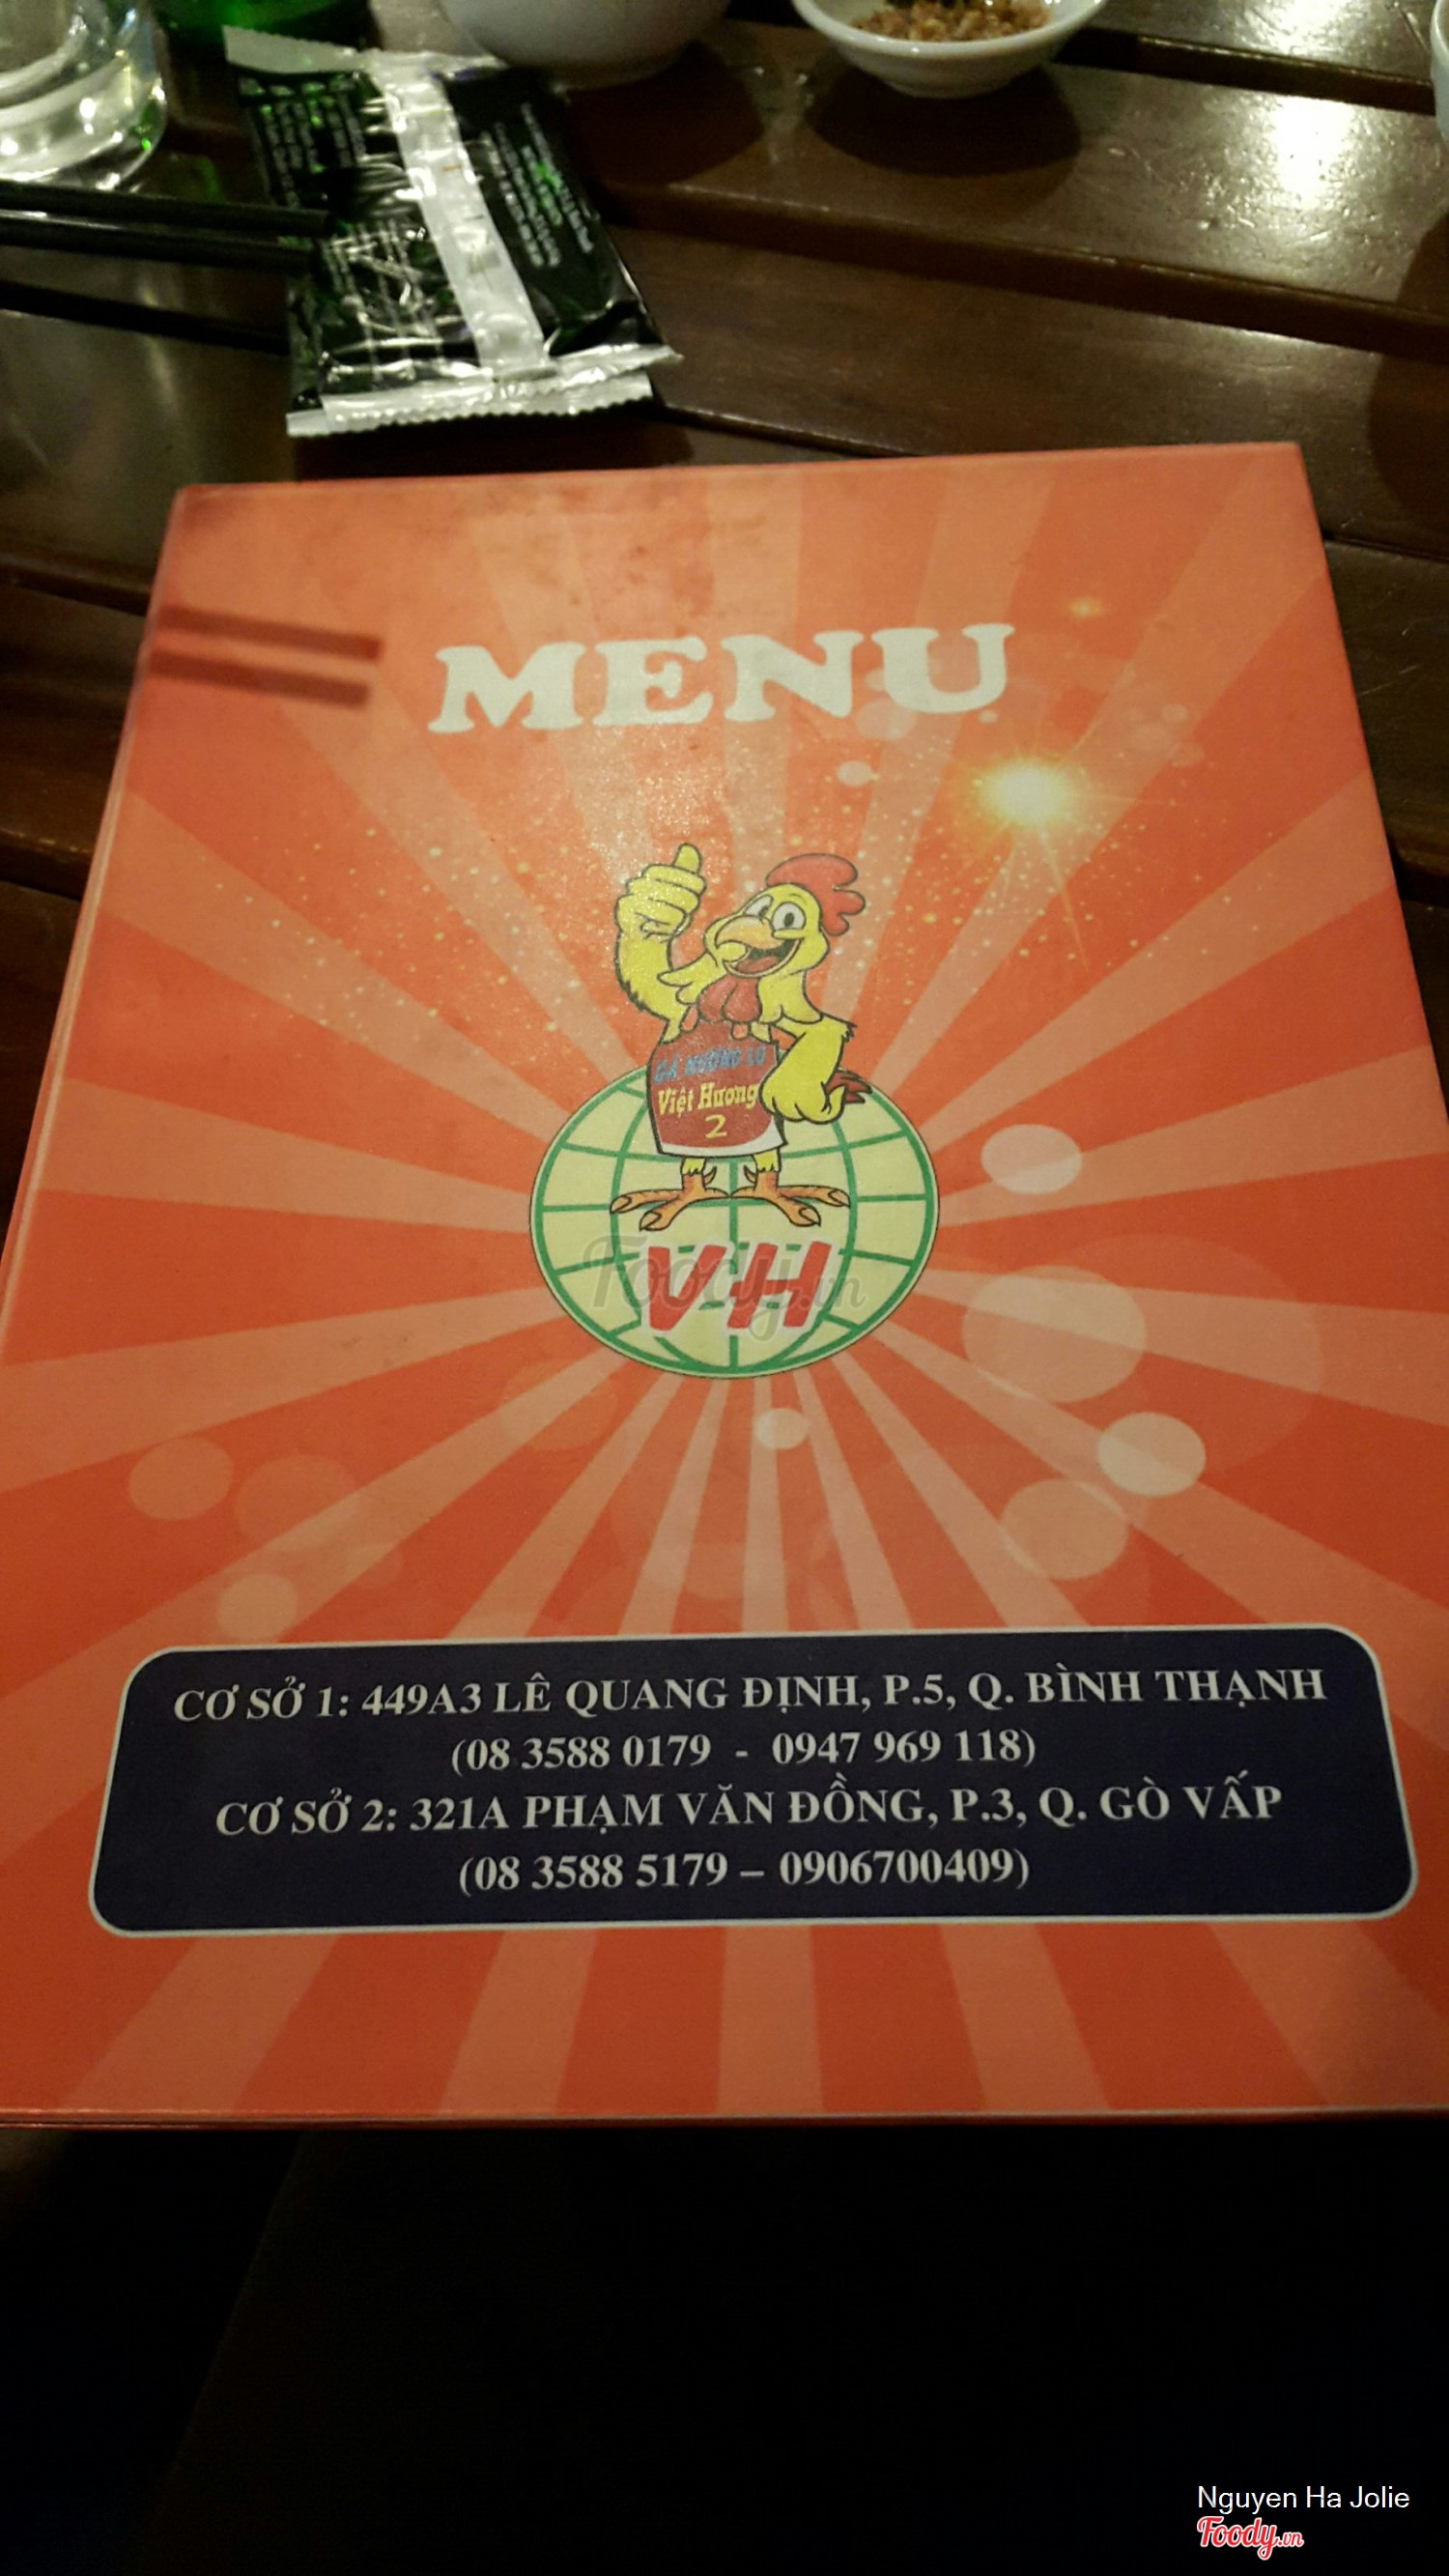 MENU
GÀ NƯỚNG LU
Việt Hương
2
VH
Foody.vn
CƠ SỞ 1: 449A3 LÊ QUANG ĐỊNH, P.5, Q. BÌNH THẠNH
(08 3588 0179 - 0947 969 118)
CƠ SỞ 2: 321A PHẠM VĂN ĐỒNG, P.3, Q. GÒ VẤP
(08 3588 5179 – 0906700409)
Nguyen Ha Jolie
Foody.vn